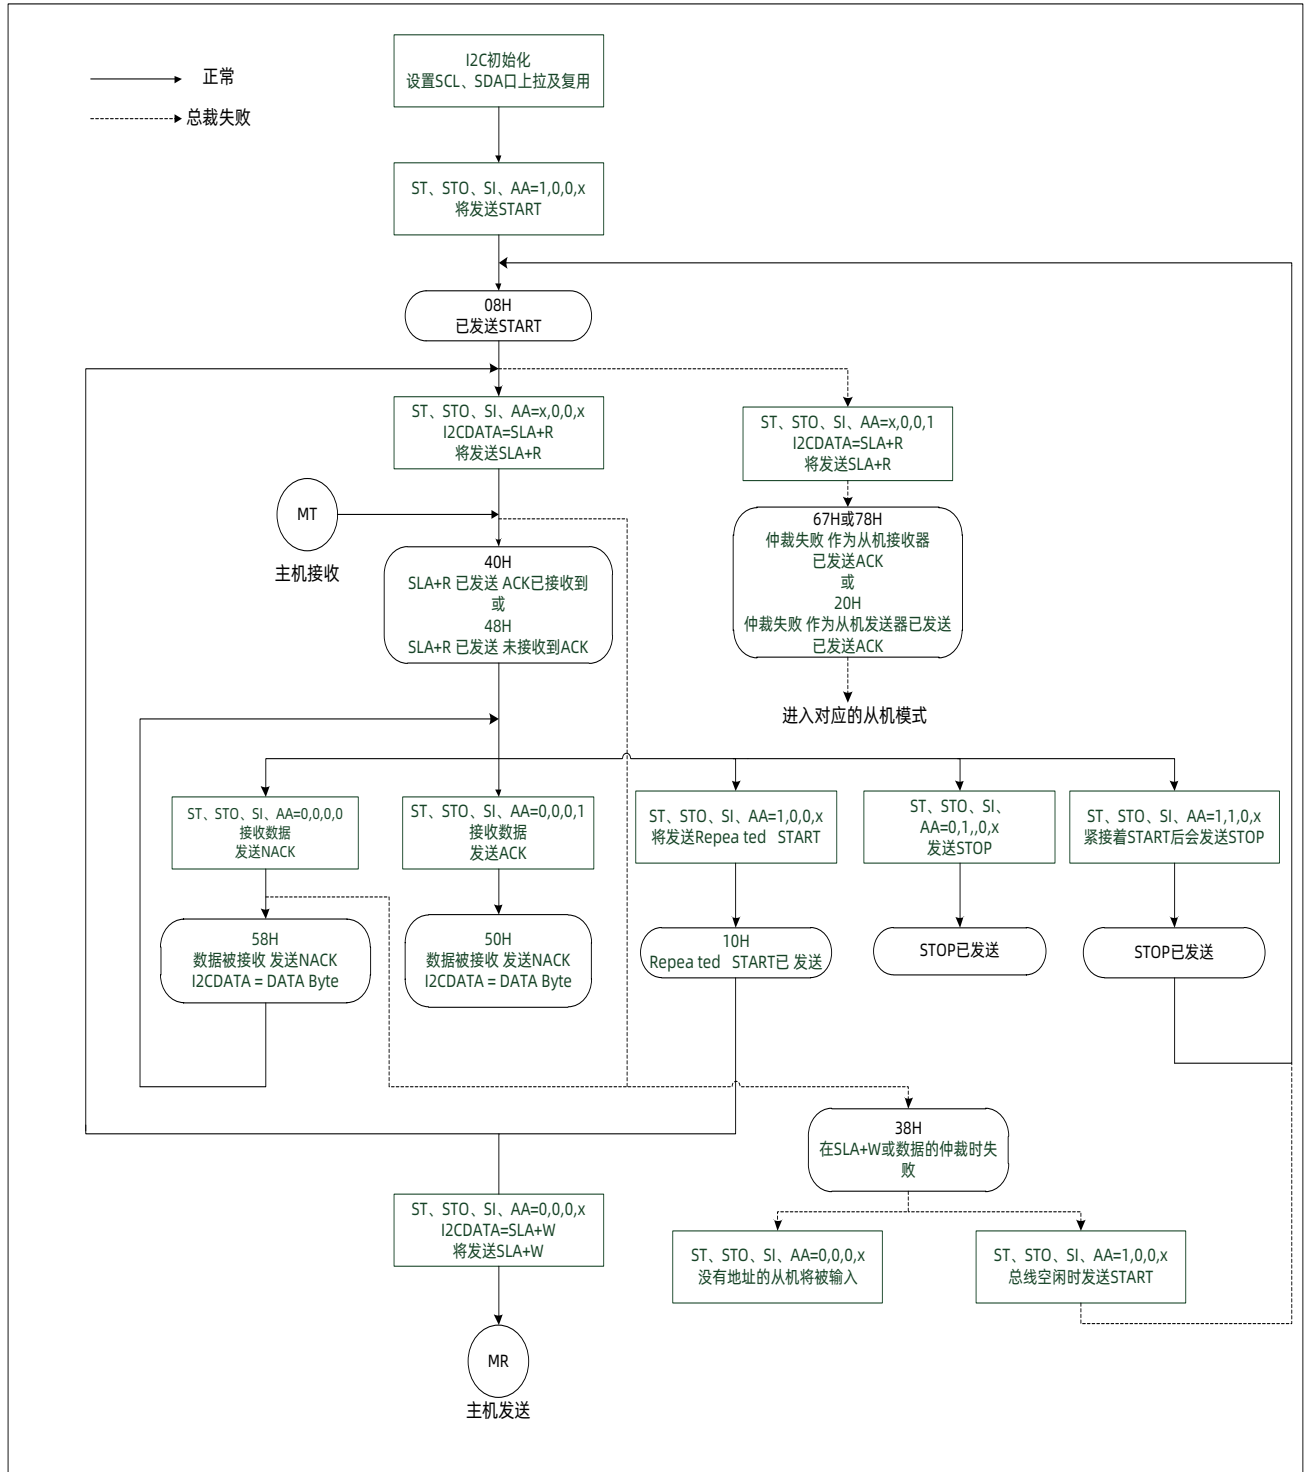 I2C初始化
设置SCL、SDA口上拉及复用
正常
总裁失败
ST、STO、SI、AA=1,0,0,x
将发送START
08H
已发送START
ST、STO、SI、AA=x,0,0,x
I2CDATA=SLA+R
将发送SLA+R
ST、STO、SI、AA=x,0,0,1
I2CDATA=SLA+R
将发送SLA+R
MT
主机接收
40H
SLA+R 已发送 ACK已接收到
或
48H
SLA+R 已发送 未接收到ACK
67H或78H
仲裁失败 作为从机接收器
已发送ACK
或
20H
仲裁失败 作为从机发送器已发送
已发送ACK
进入对应的从机模式
ST、STO、SI、AA=0,0,0,0
接收数据
发送NACK
ST、STO、SI、AA=0,0,0,1
接收数据
发送ACK
ST、STO、SI、AA=1,0,0,x
将发送Repea ted START
ST、STO、SI、
AA=0,1,,0,x
发送STOP
ST、STO、SI、AA=1,1,0,x
紧接着START后会发送STOP
58H
数据被接收 发送NACK
I2CDATA = DATA Byte
50H
数据被接收 发送NACK
I2CDATA = DATA Byte
10H
Repea ted START已 发送
STOP已发送
STOP已发送
38H
在SLA+W或数据的仲裁时失
败
ST、STO、SI、AA=0,0,0,x
I2CDATA=SLA+W
将发送SLA+W
ST、STO、SI、AA=0,0,0,x
没有地址的从机将被输入
ST、STO、SI、AA=1,0,0,x
总线空闲时发送START
MR
主机发送